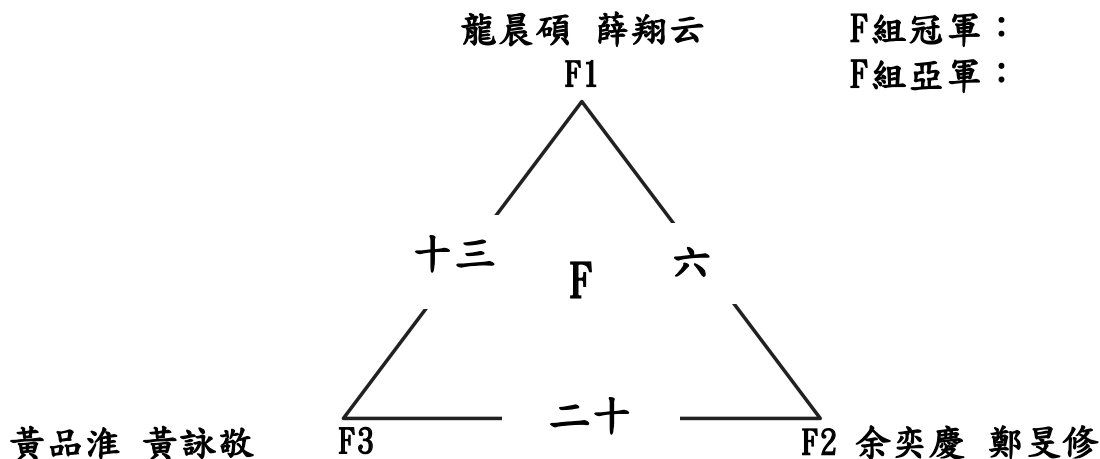 龍晨碩 薛翔云
F組冠軍：
F1
F組亞軍：
十三
F
六
二十
黃品淮 黃詠敬
F3
F2 余奕慶 鄭旻修